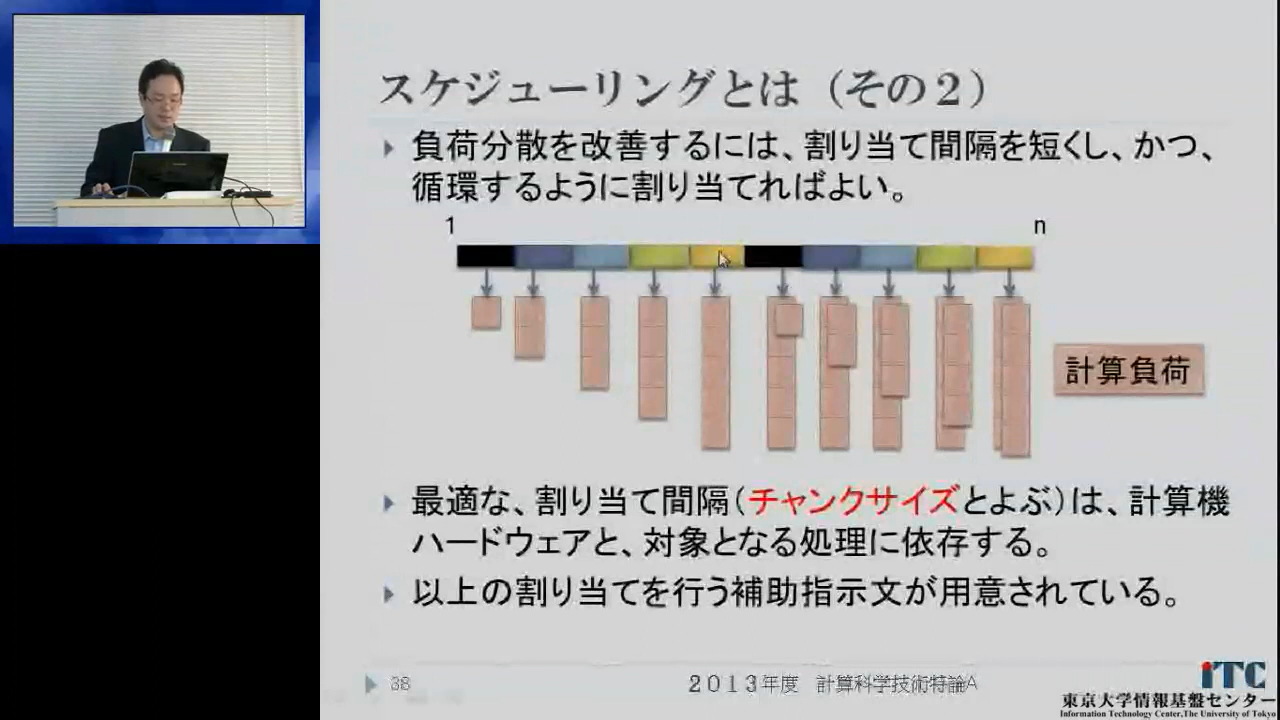 スケジューリングとは（その２）
負荷分散を改善するには、割り当て間隔を短くし、かつ、
循環するように割り当てればよい。
1
n
計算負荷
最適な、割り当て間隔（チャンクサイズとよぶ）は、計算機
ハードウェアと、対象となる処理に依存する。
以上の割り当てを行う補助指示文が用意されている。
38
２０１３年度　計算科学技術特論A
iTC
東京大学情報基盤センター
Information Technology Center,The University of Tokyo